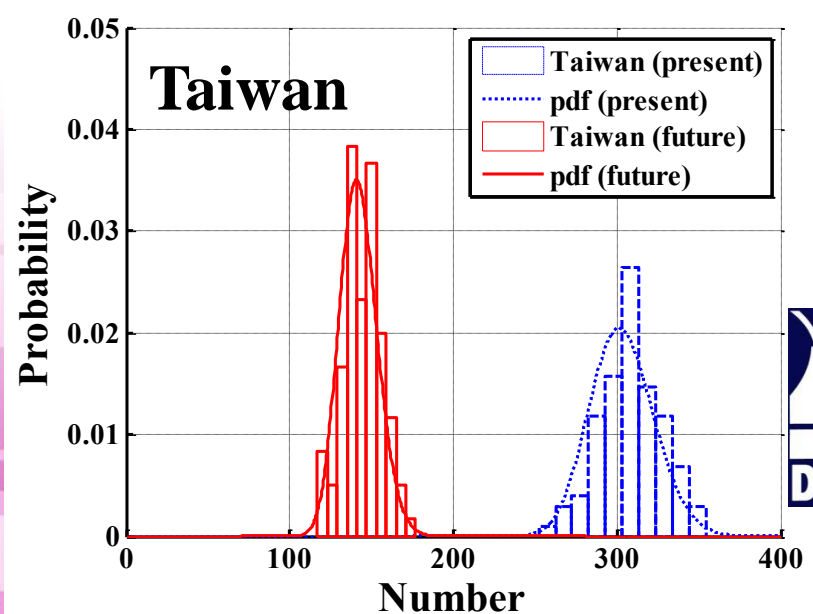 Taiwan
Taiwan (present)
pdf (present)
Taiwan (future)
pdf (future)
Probability
0.05
0.04
0.03
0.02
0.01
0
0 100 200 300 400
Number
D